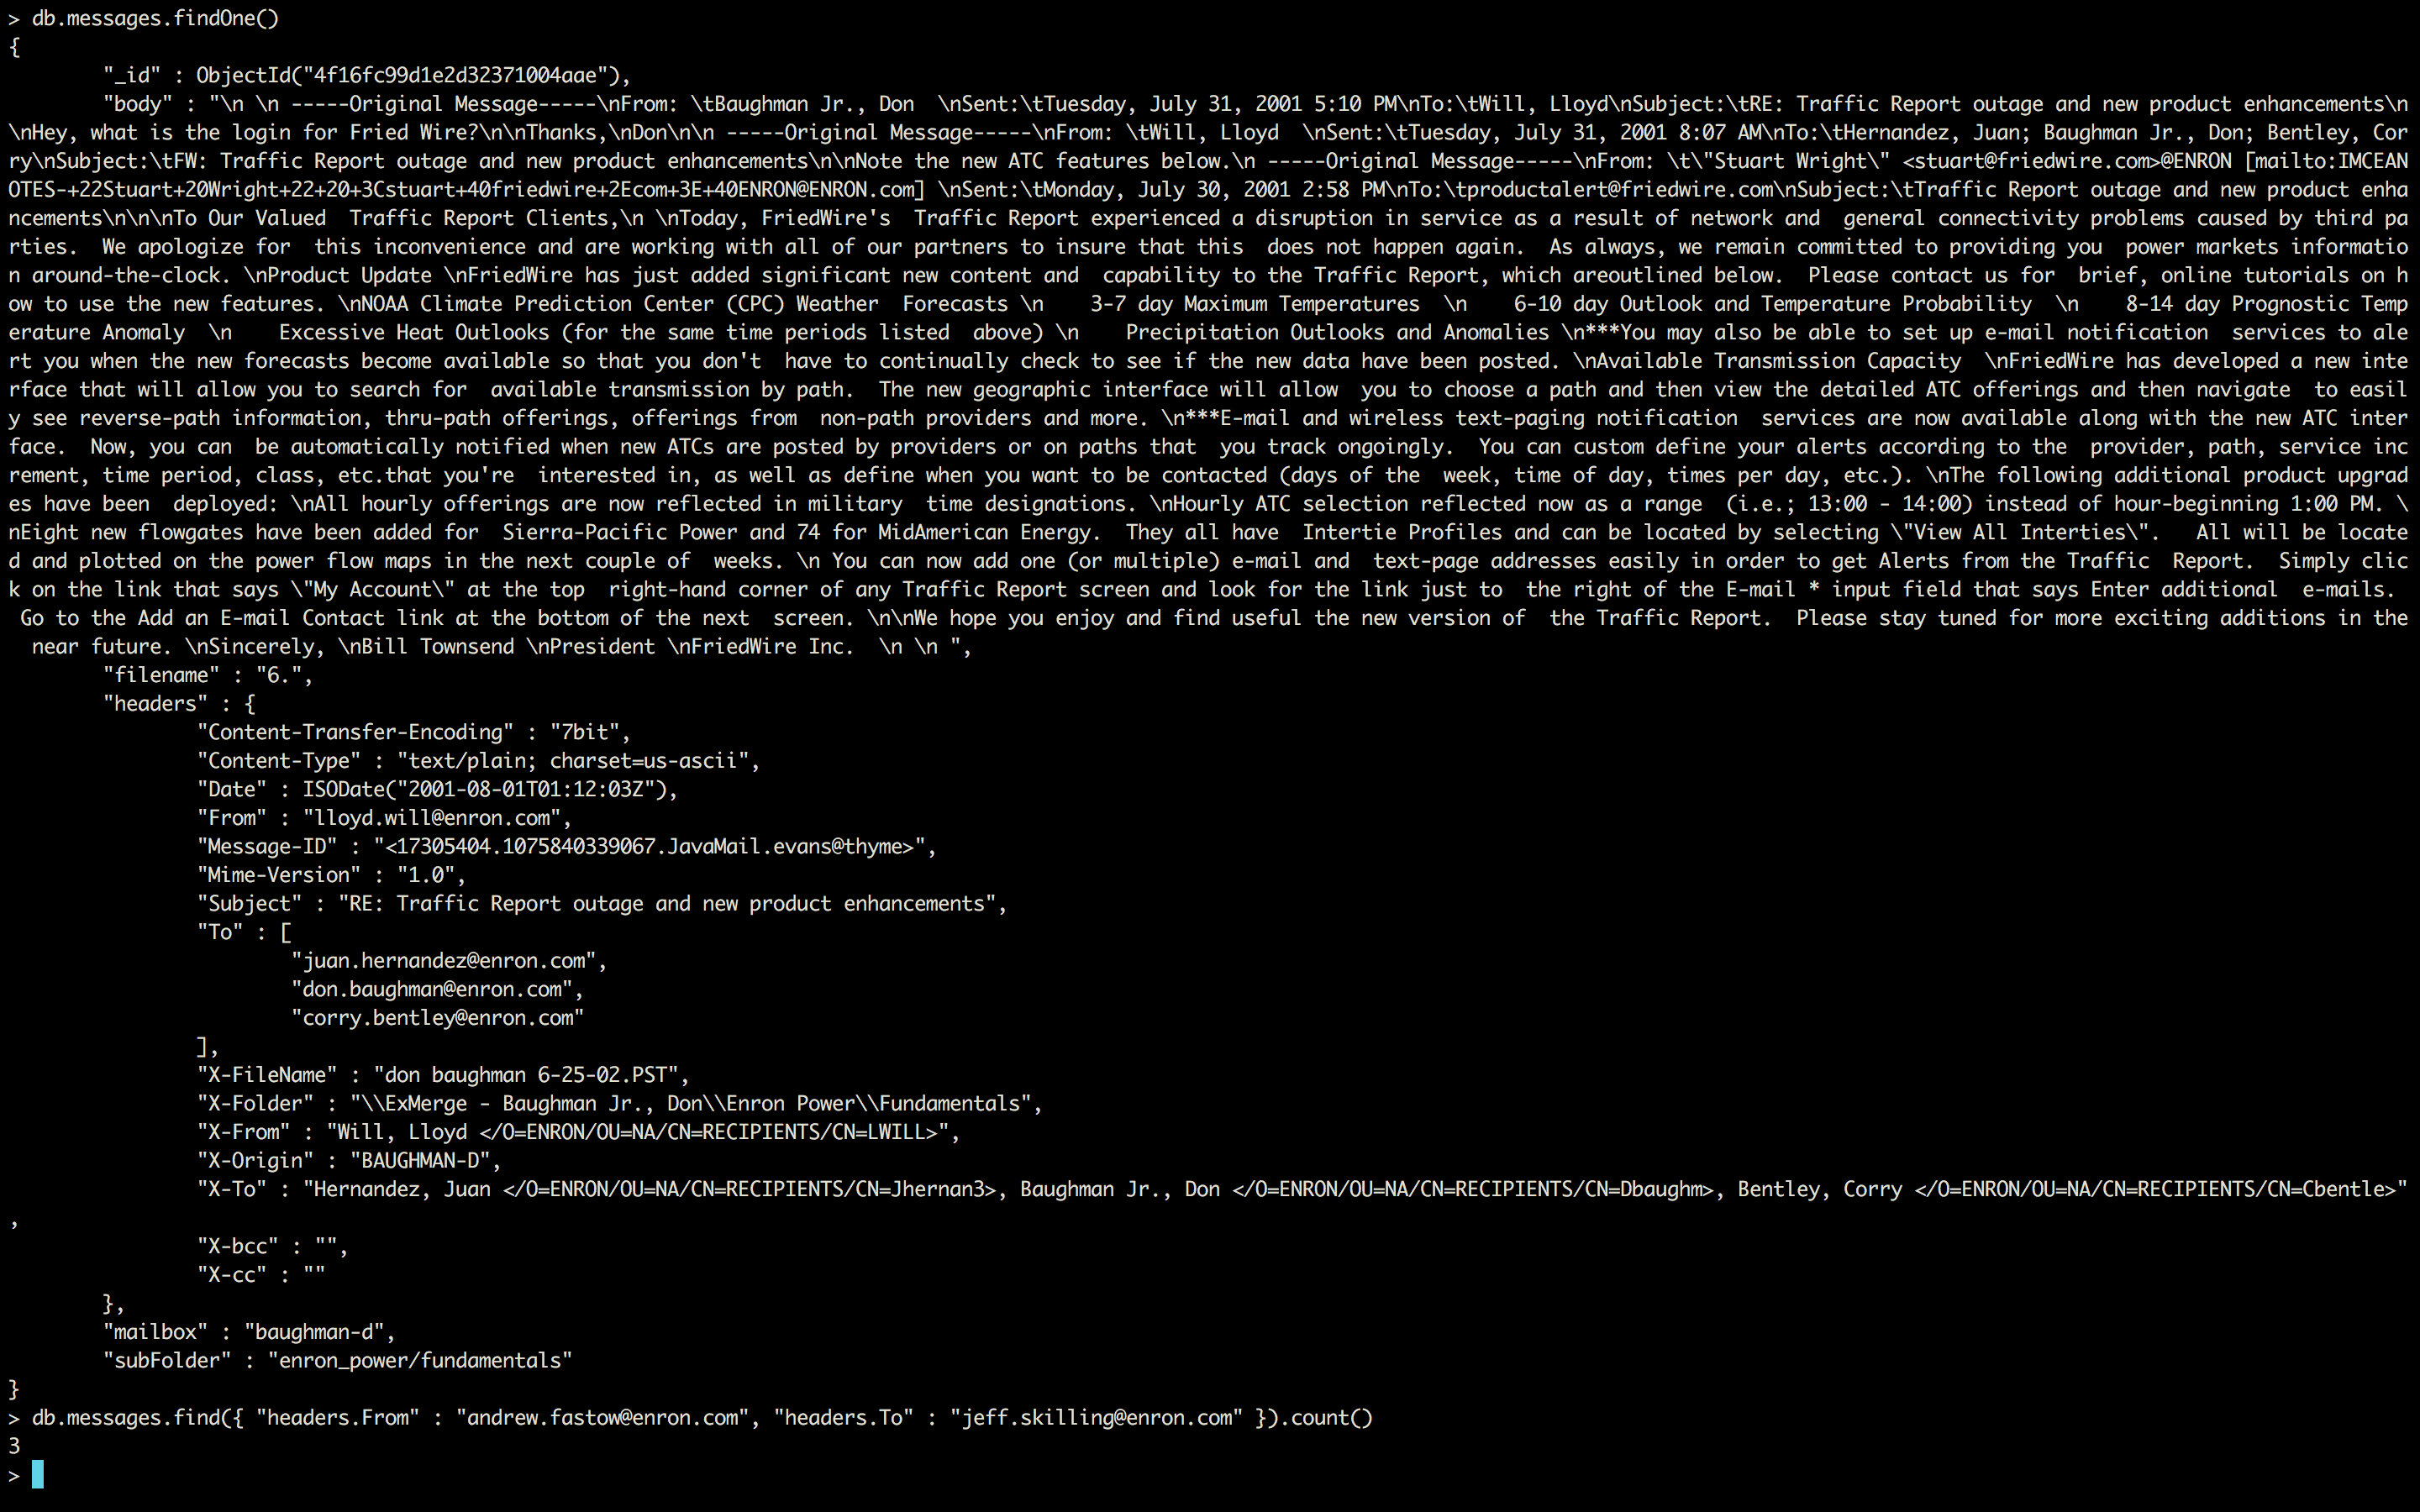 > db.messages.findOne()
{
"_id" : ObjectId("4f16fc99d1e2d32371004aae"),
"body" : "\n \n -----Original Message-----\nFrom: \tBaughman Jr., Don  \nSent:\tTuesday, July 31, 2001 5:10 PM\nTo:\tWill, Lloyd\nSubject:\tRE: Traffic Report outage and new product enhancements\n
\nHey, what is the login for Fried Wire?\n\nThanks,\nDon\n\n -----Original Message-----\nFrom: \tWill, Lloyd  \nSent:\tTuesday, July 31, 2001 8:07 AM\nTo:\tHernandez, Juan; Baughman Jr., Don; Bentley, Cor
ry\nSubject:\tFW: Traffic Report outage and new product enhancements\n\nNote the new ATC features below.\n -----Original Message-----\nFrom: \t\"Stuart Wright\" <stuart@friedwire.com>@ENRON [mailto:IMCEAN
OTES-+22Stuart+20Wright+22+20+3Cstuart+40friedwire+2Ecom+3E+40ENRON@ENRON.com] \nSent:\tMonday, July 30, 2001 2:58 PM\nTo:\tproductalert@friedwire.com\nSubject:\tTraffic Report outage and new product enha
ncements\n\n\nTo Our Valued  Traffic Report Clients,\n \nToday, FriedWire's  Traffic Report experienced a disruption in service as a result of network and  general connectivity problems caused by third pa
rties.  We apologize for  this inconvenience and are working with all of our partners to insure that this  does not happen again.  As always, we remain committed to providing you  power markets informatio
n around-the-clock. \nProduct Update \nFriedWire has just added significant new content and  capability to the Traffic Report, which areoutlined below.  Please contact us for  brief, online tutorials on h
ow to use the new features. \nNOAA Climate Prediction Center (CPC) Weather  Forecasts \n    3-7 day Maximum Temperatures  \n    6-10 day Outlook and Temperature Probability  \n    8-14 day Prognostic Temp
erature Anomaly  \n    Excessive Heat Outlooks (for the same time periods listed  above) \n    Precipitation Outlooks and Anomalies \n***You may also be able to set up e-mail notification  services to ale
rt you when the new forecasts become available so that you don't  have to continually check to see if the new data have been posted. \nAvailable Transmission Capacity  \nFriedWire has developed a new inte
rface that will allow you to search for  available transmission by path.  The new geographic interface will allow  you to choose a path and then view the detailed ATC offerings and then navigate  to easil
y see reverse-path information, thru-path offerings, offerings from  non-path providers and more. \n***E-mail and wireless text-paging notification  services are now available along with the new ATC inter
face.  Now, you can  be automatically notified when new ATCs are posted by providers or on paths that  you track ongoingly.  You can custom define your alerts according to the  provider, path, service inc
rement, time period, class, etc.that you're  interested in, as well as define when you want to be contacted (days of the  week, time of day, times per day, etc.). \nThe following additional product upgrad
es have been  deployed: \nAll hourly offerings are now reflected in military  time designations. \nHourly ATC selection reflected now as a range  (i.e.; 13:00 - 14:00) instead of hour-beginning 1:00 PM. \
nEight new flowgates have been added for  Sierra-Pacific Power and 74 for MidAmerican Energy.  They all have  Intertie Profiles and can be located by selecting \"View All Interties\".   All will be locate
d and plotted on the power flow maps in the next couple of  weeks. \n You can now add one (or multiple) e-mail and  text-page addresses easily in order to get Alerts from the Traffic  Report.  Simply clic
k on the link that says \"My Account\" at the top  right-hand corner of any Traffic Report screen and look for the link just to  the right of the E-mail * input field that says Enter additional  e-mails.
 Go to the Add an E-mail Contact link at the bottom of the next  screen. \n\nWe hope you enjoy and find useful the new version of  the Traffic Report.  Please stay tuned for more exciting additions in the
  near future. \nSincerely, \nBill Townsend \nPresident \nFriedWire Inc.  \n \n ",
"filename" : "6.",
"headers" : {
"Content-Transfer-Encoding" : "7bit",
"Content-Type" : "text/plain; charset=us-ascii",
"Date" : ISODate("2001-08-01T01:12:03Z"),
"From" : "lloyd.will@enron.com",
"Message-ID" : "<17305404.1075840339067.JavaMail.evans@thyme>",
"Mime-Version" : "1.0",
"Subject" : "RE: Traffic Report outage and new product enhancements",
"To" : [
"juan.hernandez@enron.com",
"don.baughman@enron.com",
"corry.bentley@enron.com"
],
"X-FileName" : "don baughman 6-25-02.PST",
"X-Folder" : "\\ExMerge - Baughman Jr., Don\\Enron Power\\Fundamentals",
"X-From" : "Will, Lloyd </O=ENRON/OU=NA/CN=RECIPIENTS/CN=LWILL>",
"X-Origin" : "BAUGHMAN-D",
"X-To" : "Hernandez, Juan </O=ENRON/OU=NA/CN=RECIPIENTS/CN=Jhernan3>, Baughman Jr., Don </O=ENRON/OU=NA/CN=RECIPIENTS/CN=Dbaughm>, Bentley, Corry </O=ENRON/OU=NA/CN=RECIPIENTS/CN=Cbentle>"
,
"X-bcc" : "",
"X-cc" : ""
},
"mailbox" : "baughman-d",
"subFolder" : "enron_power/fundamentals"
}
> db.messages.find({ "headers.From" : "andrew.fastow@enron.com", "headers.To" : "jeff.skilling@enron.com" }).count()
3
>